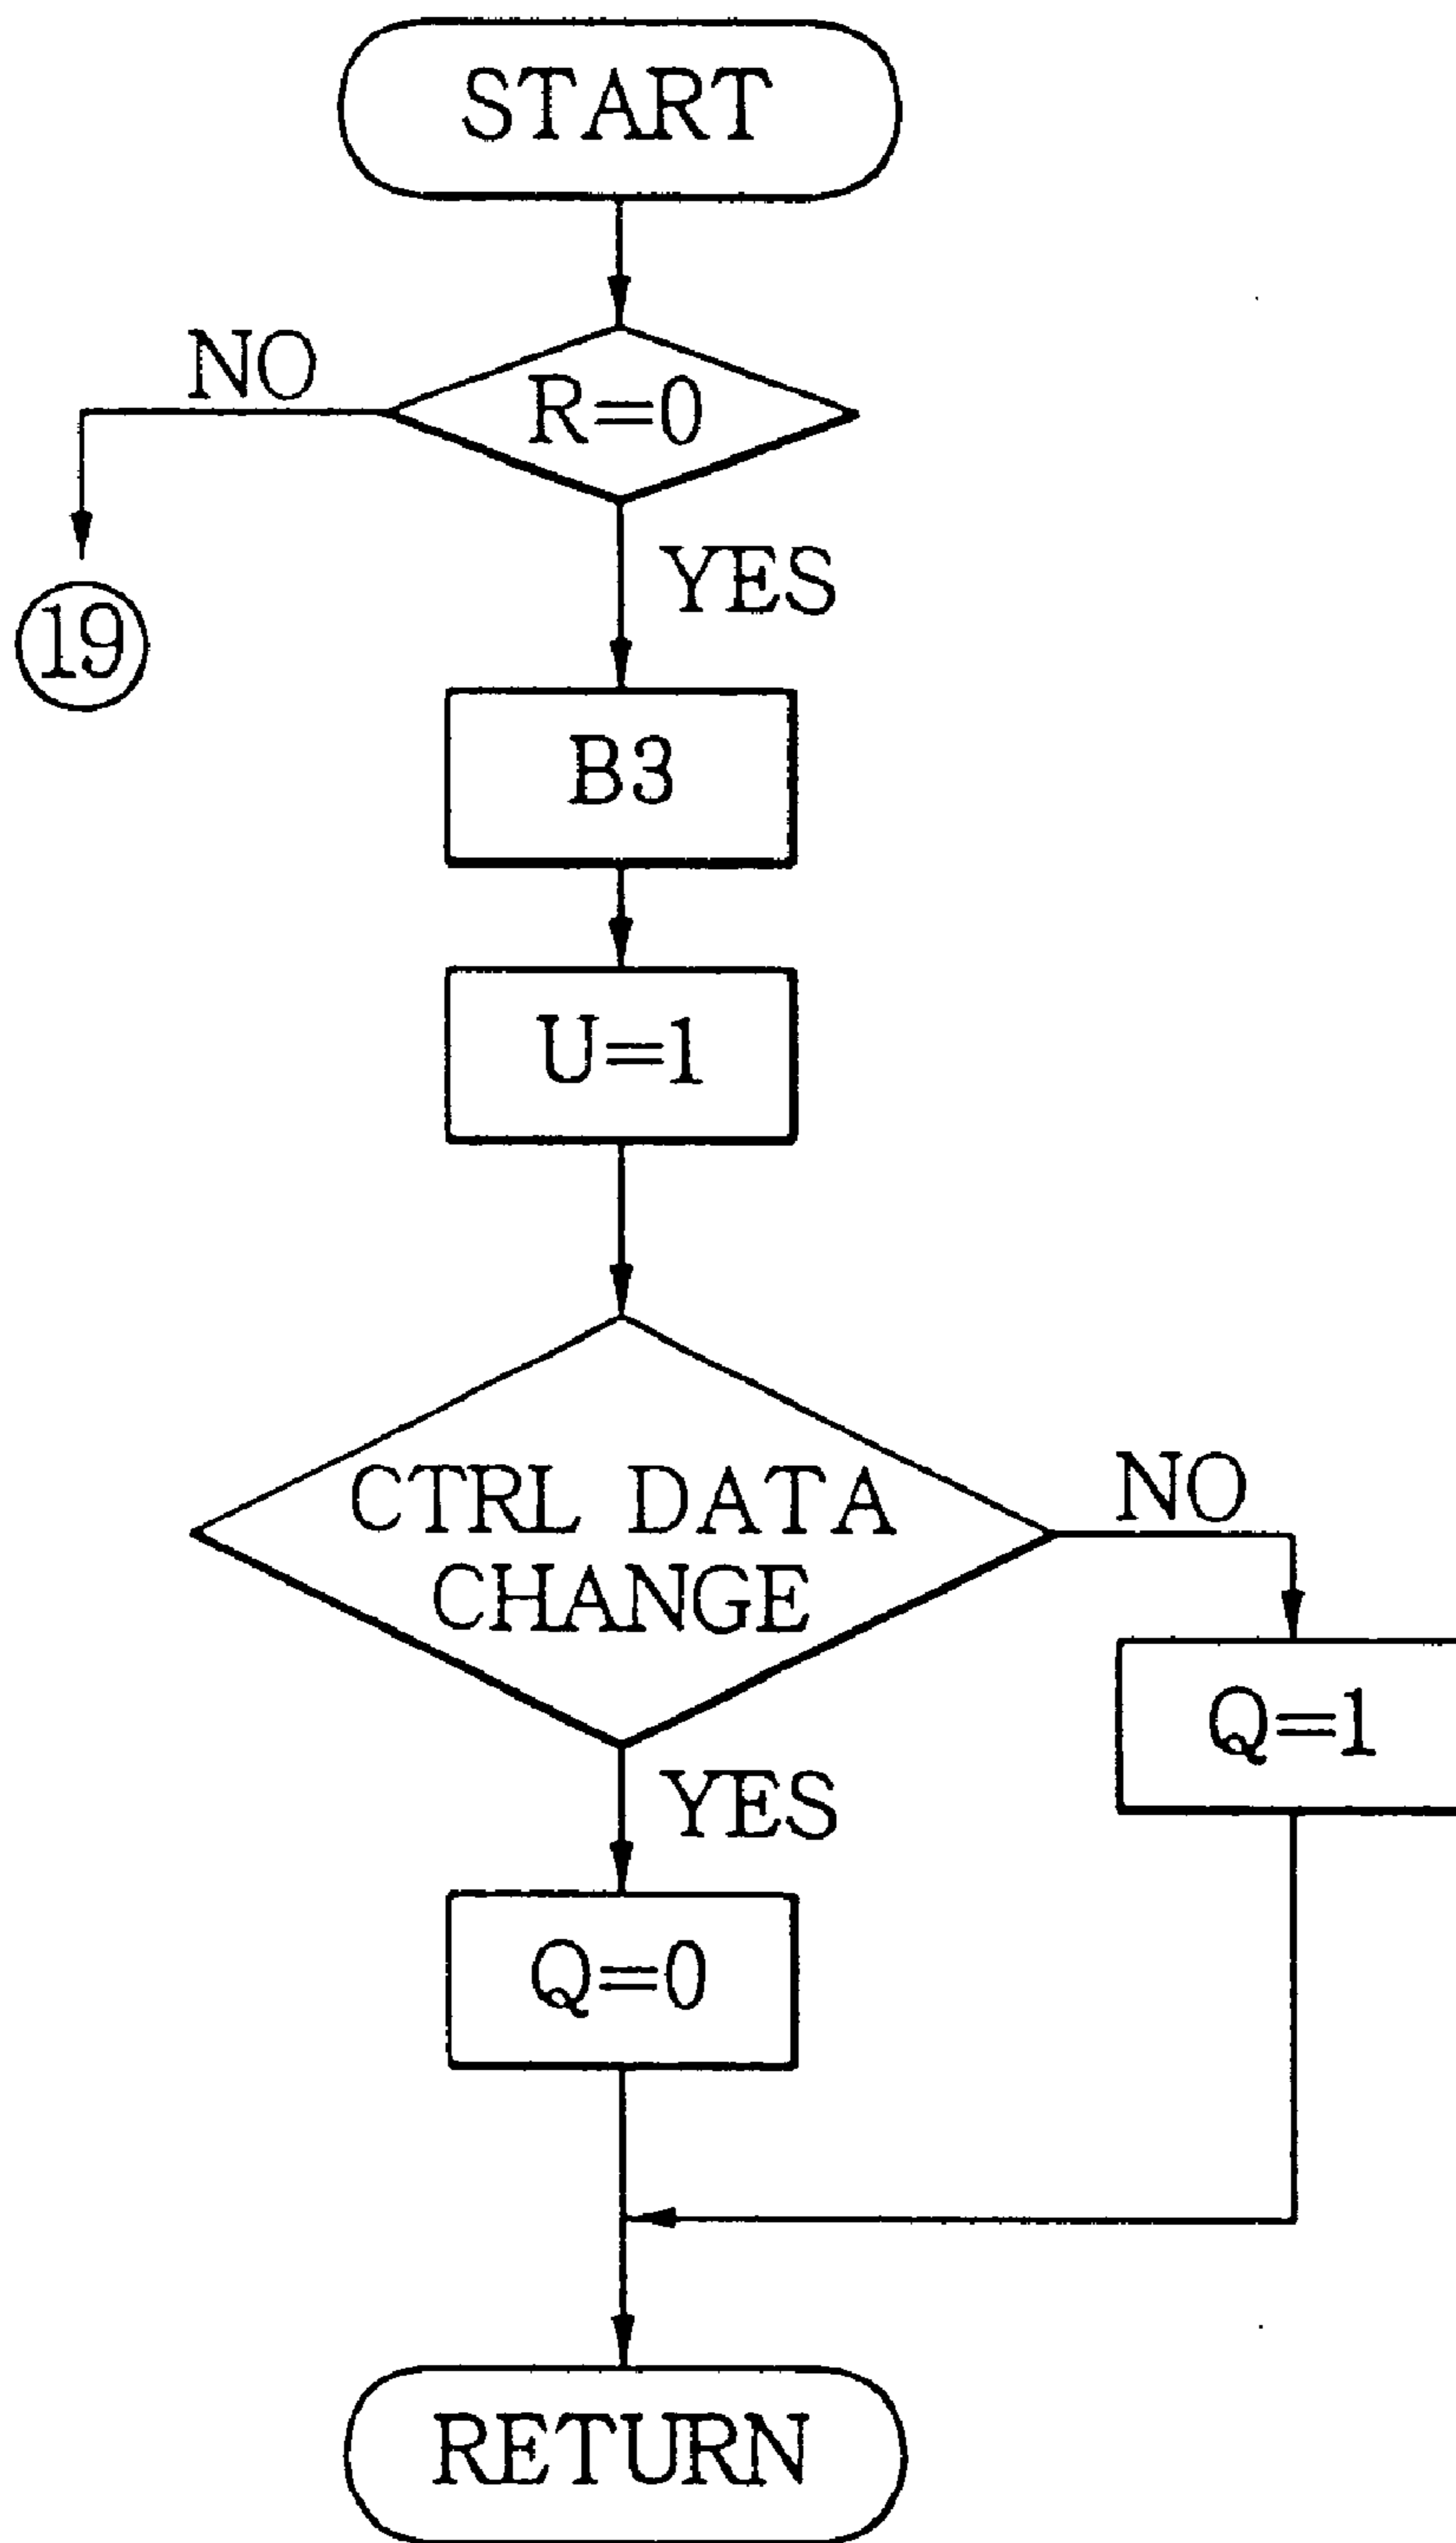 START
NO
R=0
YES
19
B3
U=1
CTRL DATA
CHANGE
NO
Q=1
YES
Q=0
RETURN